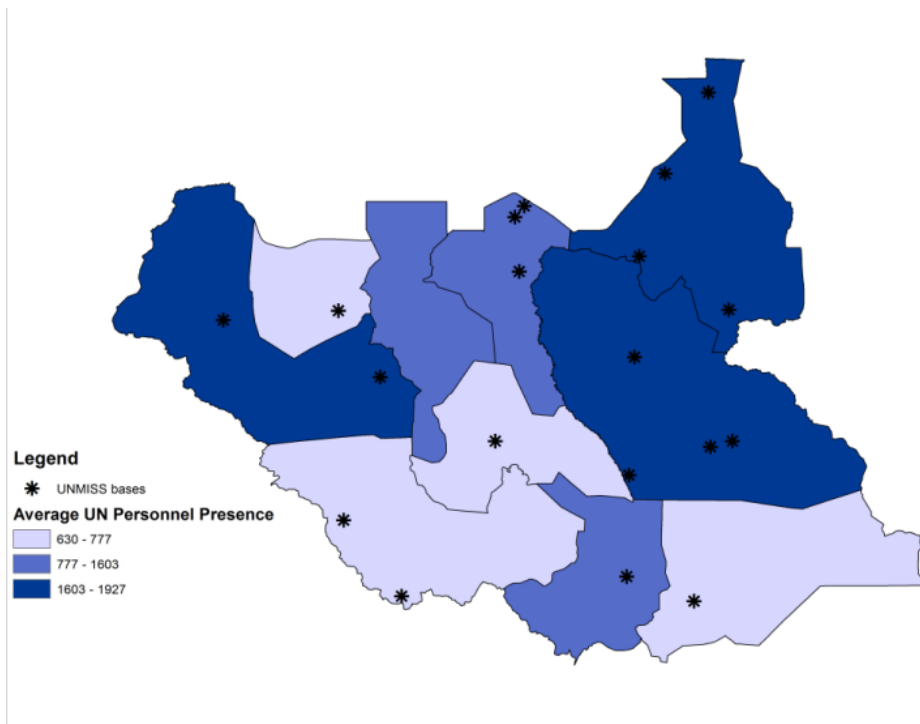 Legend
UNMISS bases
Average UN Personnel Presence
630 - 777
777 - 1603
1603 - 1927